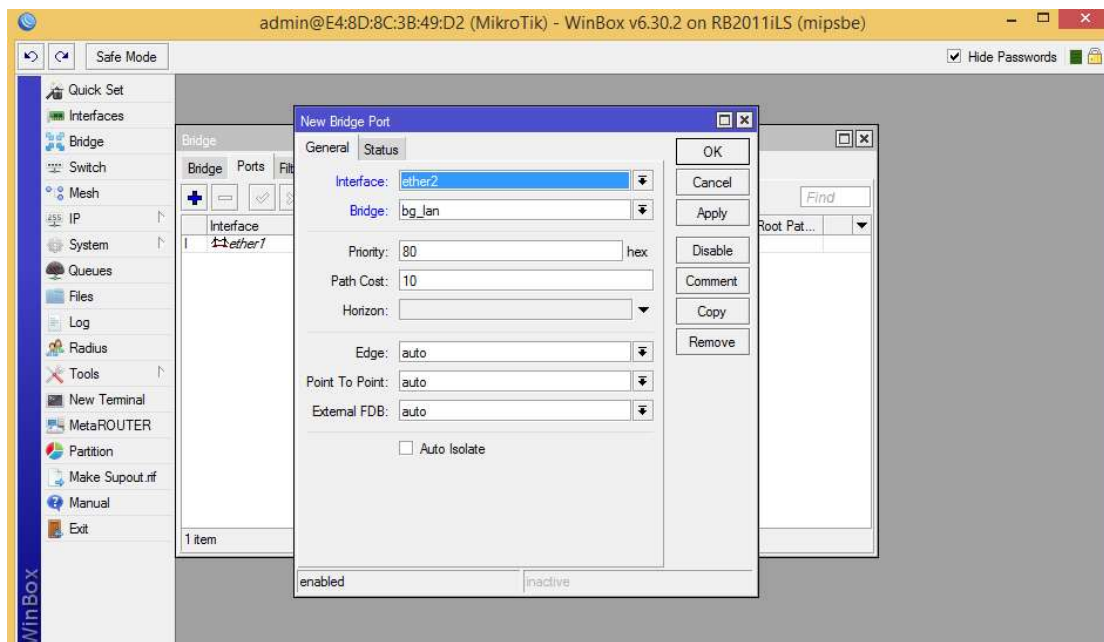 admin@E4:8D:8C:3B:49:D2 (MikroTik) - WinBox v6.30.2 on RB2011iLS (mipsbe)
Safe Mode
Hide Passwords
Quick Set
Interfaces
Bridge
Switch
Mesh
IP
System
Queues
Files
Log
Radius
Tools
New Terminal
MetaROUTER
Partition
Make Supout.rif
Manual
Exit
WinBox
Bridge
Bridge Ports
Find
Interface Root Pat...
I ether1
1 item
New Bridge Port
General Status
Interface: ether2
Bridge: bg_lan
Priority: 80 hex
Path Cost: 10
Horizon:
Edge: auto
Point To Point: auto
External FDB: auto
Auto Isolate
enabled inactive
OK
Cancel
Apply
Disable
Comment
Copy
Remove